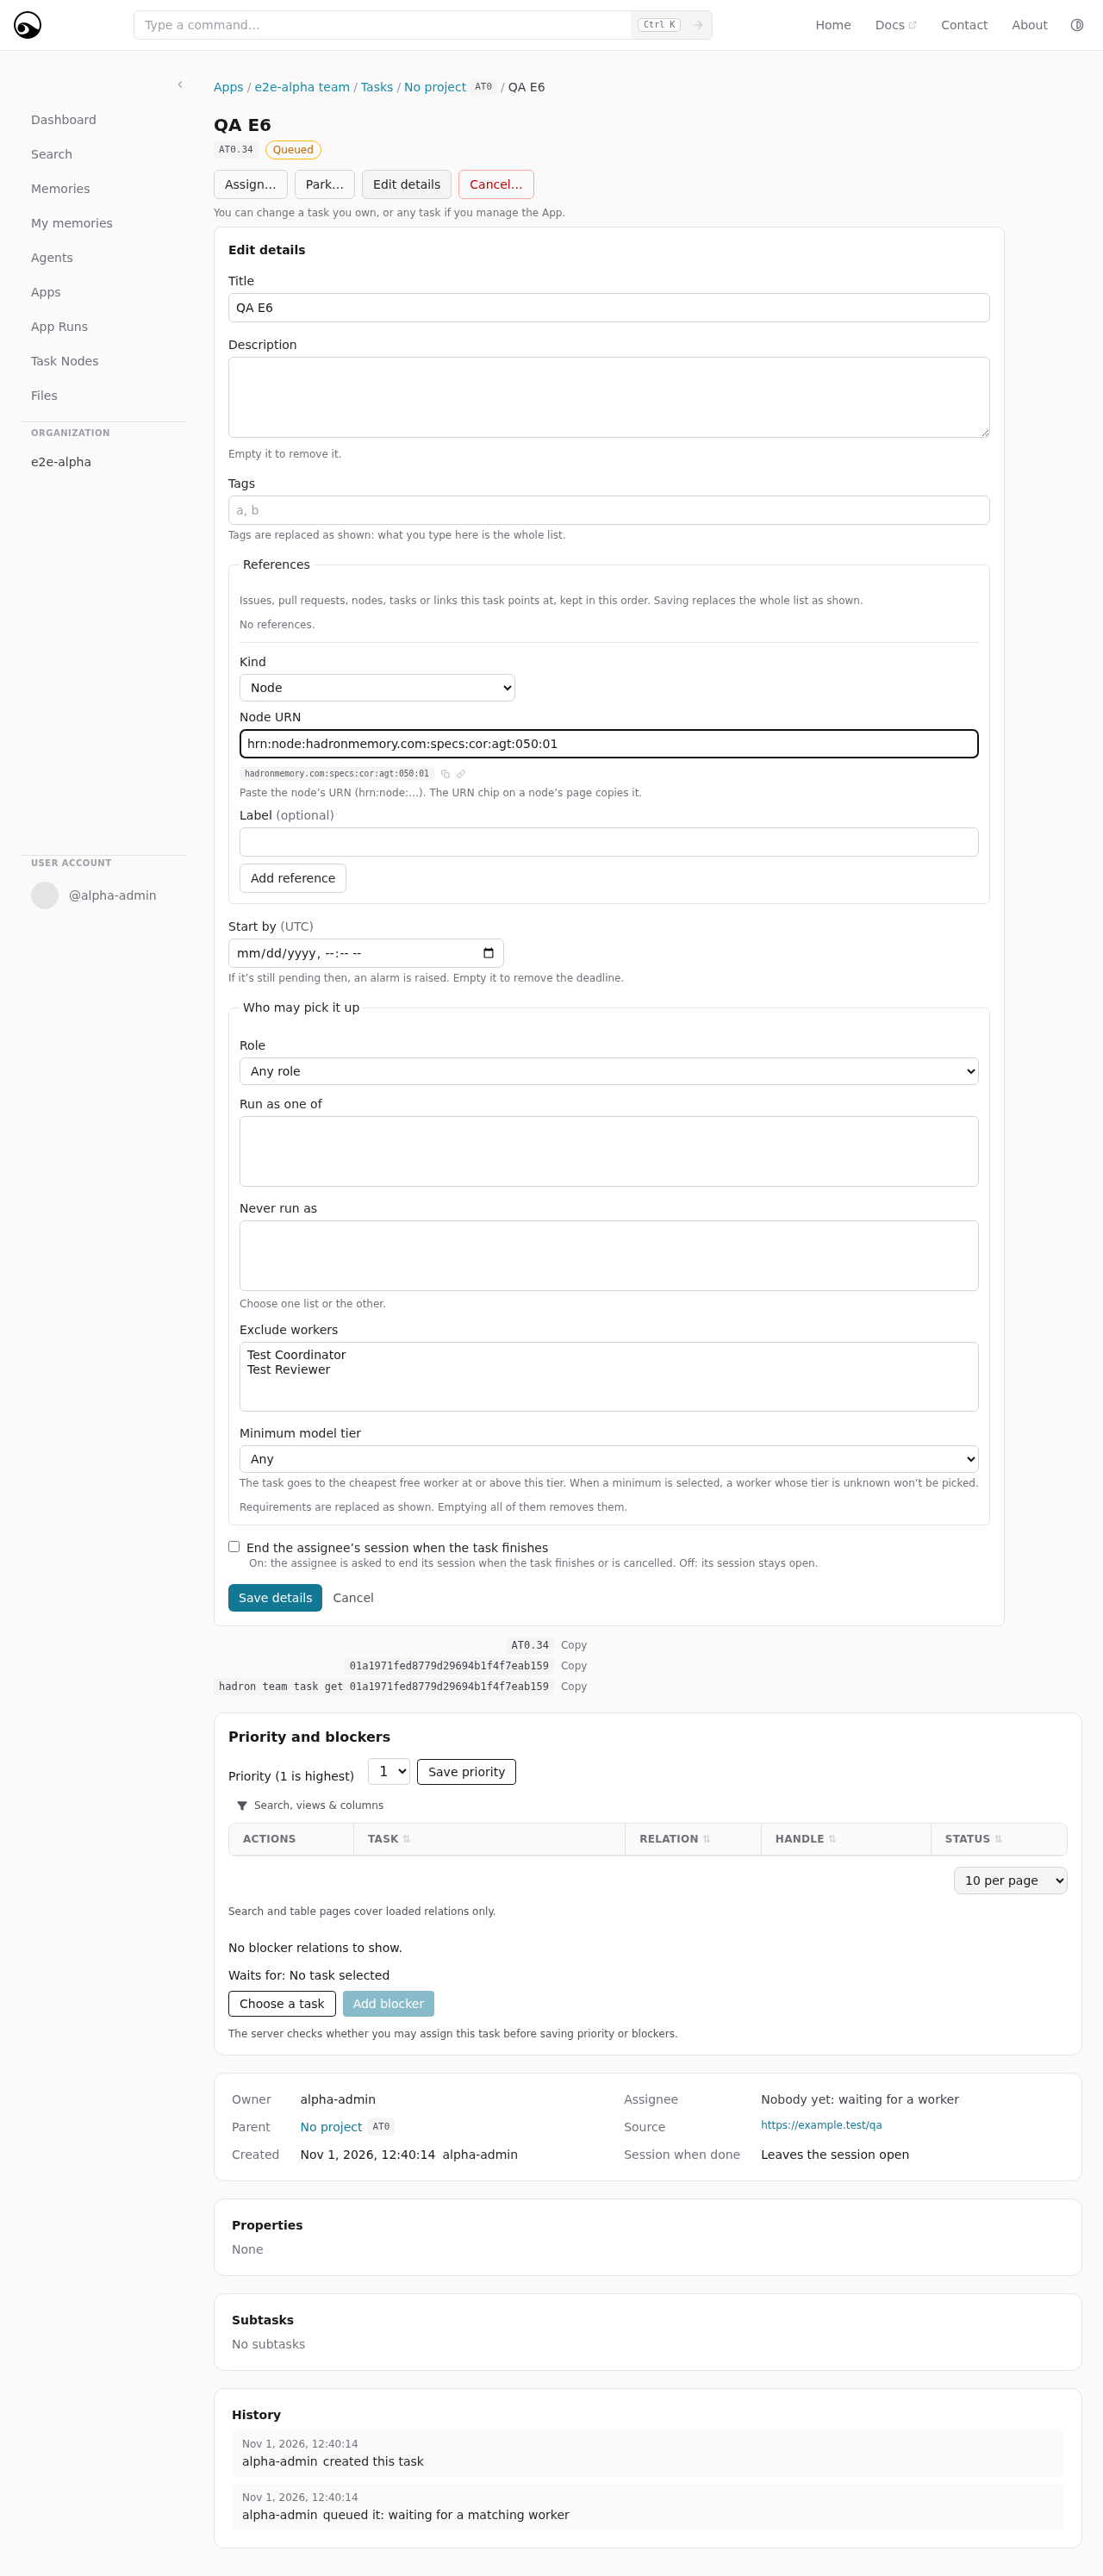 Type a command...
Ctrl K
Home
Docs
Contact
About
Apps / e2e-alpha team / Tasks / No project AT0 / QA E6
Dashboard
Search
Memories
My memories
Agents
Apps
App Runs
Task Nodes
Files
ORGANIZATION
e2e-alpha
USER ACCOUNT
@alpha-admin
QA E6
AT0.34 Queued
Assign… Park… Edit details Cancel…
You can change a task you own, or any task if you manage the App.
Edit details
Title
QA E6
Description
Empty it to remove it.
Tags
a, b
Tags are replaced as shown: what you type here is the whole list.
References
Issues, pull requests, nodes, tasks or links this task points at, kept in this order. Saving replaces the whole list as shown.
No references.
Kind
Node
Node URN
hrn:node:hadronmemory.com:specs:cor:agt:050:01
hadronmemory.com:specs:cor:agt:050:01
Paste the node’s URN (hrn:node:…). The URN chip on a node’s page copies it.
Label (optional)
Add reference
Start by (UTC)
mm/dd/yyyy, --:-- --
If it’s still pending then, an alarm is raised. Empty it to remove the deadline.
Who may pick it up
Role
Any role
Run as one of
Never run as
Choose one list or the other.
Exclude workers
Test Coordinator
Test Reviewer
Minimum model tier
Any
The task goes to the cheapest free worker at or above this tier. When a minimum is selected, a worker whose tier is unknown won’t be picked.
Requirements are replaced as shown. Emptying all of them removes them.
End the assignee’s session when the task finishes
On: the assignee is asked to end its session when the task finishes or is cancelled. Off: its session stays open.
Save details Cancel
AT0.34 Copy
01a1971fed8779d29694b1f4f7eab159 Copy
hadron team task get 01a1971fed8779d29694b1f4f7eab159 Copy
Priority and blockers
Priority (1 is highest) 1 Save priority
Search, views & columns
ACTIONS TASK RELATION HANDLE STATUS
10 per page
Search and table pages cover loaded relations only.
No blocker relations to show.
Waits for: No task selected
Choose a task Add blocker
The server checks whether you may assign this task before saving priority or blockers.
Owner alpha-admin Assignee Nobody yet: waiting for a worker
Parent No project AT0 Source https://example.test/qa
Created Nov 1, 2026, 12:40:14 alpha-admin Session when done Leaves the session open
Properties
None
Subtasks
No subtasks
History
Nov 1, 2026, 12:40:14
alpha-admin created this task
Nov 1, 2026, 12:40:14
alpha-admin queued it: waiting for a matching worker